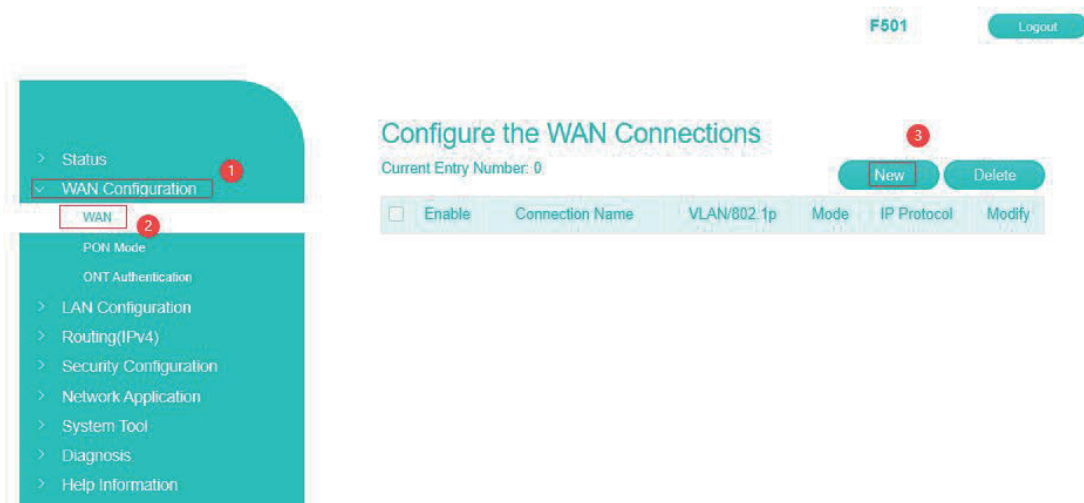 F501
Logout
Configure the WAN Connections
3
Status
1
Current Entry Number: 0
New
Delete
WAN Configuration
WAN
2
Enable
Connection Name
VLAN/802.1p
Mode
IP Protocol
Modify
PON Mode
ONT Authentication
LAN Configuration
Routing(IPv4)
Security Configuration
Network Application
System Tool
Diagnosis
Help Information